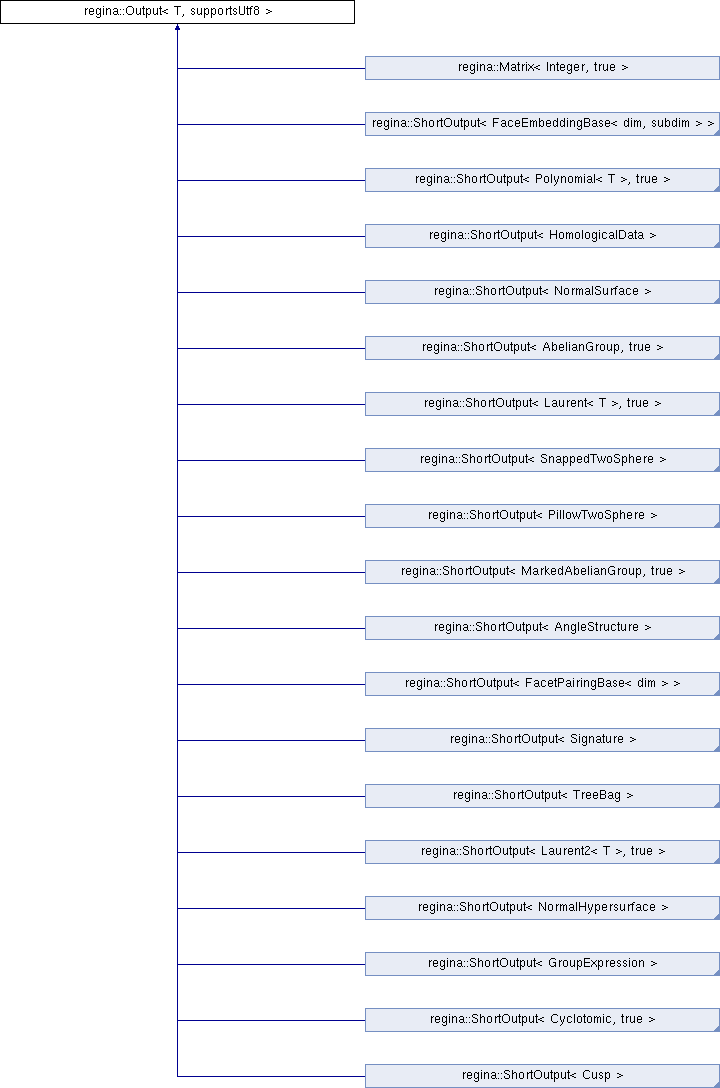 regina::Output< T, supportsUtf8 >
regina::Matrix< Integer, true >
regina::ShortOutput< FaceEmbeddingBase< dim, subdim > >
regina::ShortOutput< Polynomial< T >, true >
regina::ShortOutput< HomologicalData >
regina::ShortOutput< NormalSurface >
regina::ShortOutput< AbelianGroup, true >
regina::ShortOutput< Laurent< T >, true >
regina::ShortOutput< SnappedTwoSphere >
regina::ShortOutput< PillowTwoSphere >
regina::ShortOutput< MarkedAbelianGroup, true >
regina::ShortOutput< AngleStructure >
regina::ShortOutput< FacetPairingBase< dim > >
regina::ShortOutput< Signature >
regina::ShortOutput< TreeBag >
regina::ShortOutput< Laurent2< T >, true >
regina::ShortOutput< NormalHypersurface >
regina::ShortOutput< GroupExpression >
regina::ShortOutput< Cyclotomic, true >
regina::ShortOutput< Cusp >